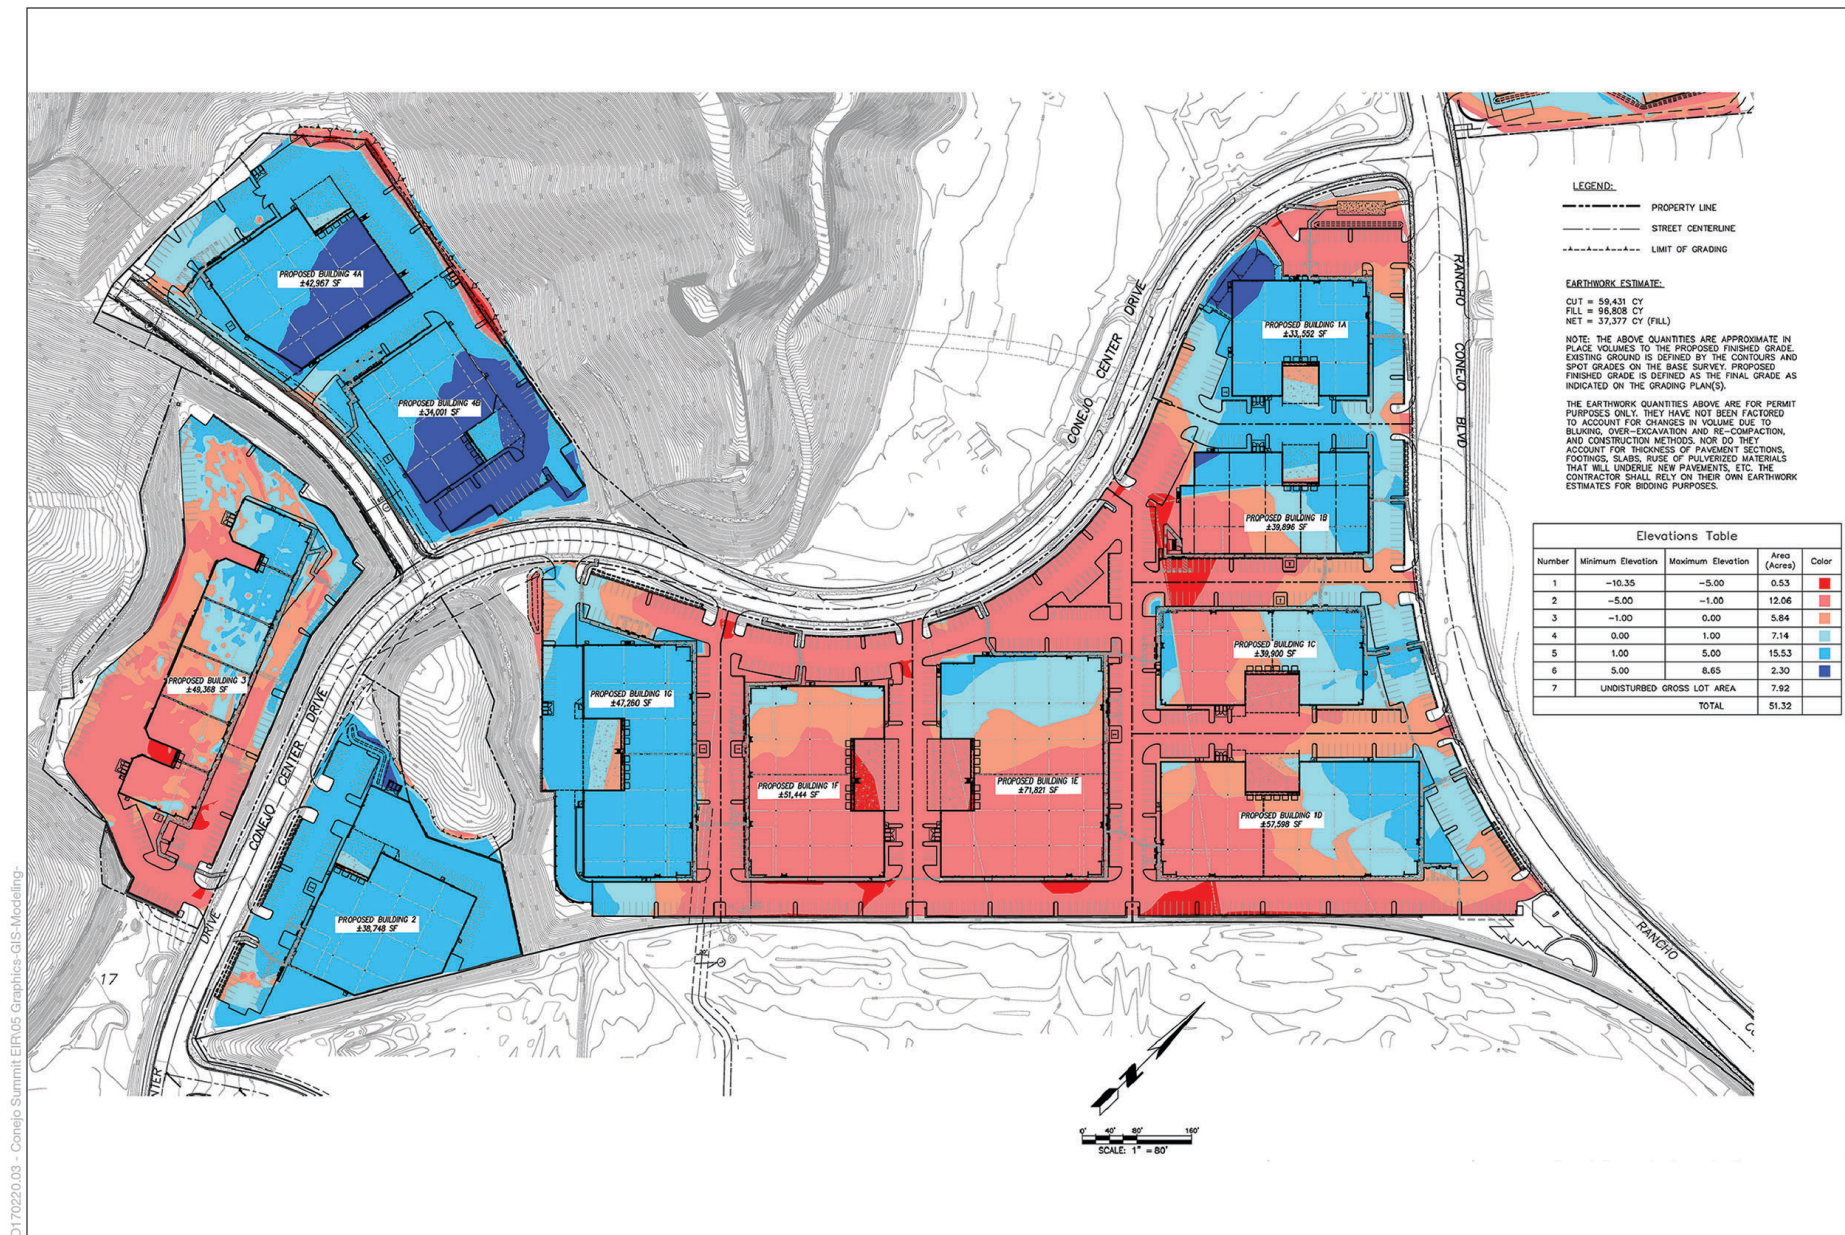 PROPOSED BUILDING 4A
±42,967 SF
PROPOSED BUILDING 4B
±34,001 SF
PROPOSED BUILDING 3
±49,368 SF
PROPOSED BUILDING 2
±38,748 SF
PROPOSED BUILDING 1G
±47,260 SF
PROPOSED BUILDING 1F
±51,444 SF
PROPOSED BUILDING 1E
±71,821 SF
PROPOSED BUILDING 1D
±57,598 SF
PROPOSED BUILDING 1C
±39,900 SF
PROPOSED BUILDING 1B
±39,896 SF
PROPOSED BUILDING 1A
±33,552 SF
CONEJO CENTER DRIVE
CONEJO CENTER DRIVE
DRIVE
NTER
17
RANCHO CONEJO BLVD
RANCHO
LEGEND:
PROPERTY LINE
STREET CENTERLINE
LIMIT OF GRADING
EARTHWORK ESTIMATE:
CUT = 59,431 CY
FILL = 96,808 CY
NET = 37,377 CY (FILL)
NOTE: THE ABOVE QUANTITIES ARE APPROXIMATE IN
PLACE VOLUMES TO THE PROPOSED FINISHED GRADE.
EXISTING GROUND IS DEFINED BY THE CONTOURS AND
SPOT GRADES ON THE BASE SURVEY. PROPOSED
FINISHED GRADE IS DEFINED AS THE FINAL GRADE AS
INDICATED ON THE GRADING PLAN(S).
THE EARTHWORK QUANTITIES ABOVE ARE FOR PERMIT
PURPOSES ONLY. THEY HAVE NOT BEEN FACTORED
TO ACCOUNT FOR CHANGES IN VOLUME DUE TO
BLUKING, OVER-EXCAVATION AND RE-COMPACTION,
AND CONSTRUCTION METHODS. NOR DO THEY
ACCOUNT FOR THICKNESS OF PAVEMENT SECTIONS,
FOOTINGS, SLABS, RUSE OF PULVERIZED MATERIALS
THAT WILL UNDERLIE NEW PAVEMENTS, ETC. THE
CONTRACTOR SHALL RELY ON THEIR OWN EARTHWORK
ESTIMATES FOR BIDDING PURPOSES.
Elevations Table
Number Minimum Elevation Maximum Elevation Area (Acres) Color
1 -10.35 -5.00 0.53
2 -5.00 -1.00 12.06
3 -1.00 0.00 5.84
4 0.00 1.00 7.14
5 1.00 5.00 15.53
6 5.00 8.65 2.30
7 UNDISTURBED GROSS LOT AREA 7.92
TOTAL 51.32
N
0' 40' 80' 160'
SCALE: 1" = 80'
D170220.03 - Conejo Summit EIR\05 Graphics-GIS-Modeling-